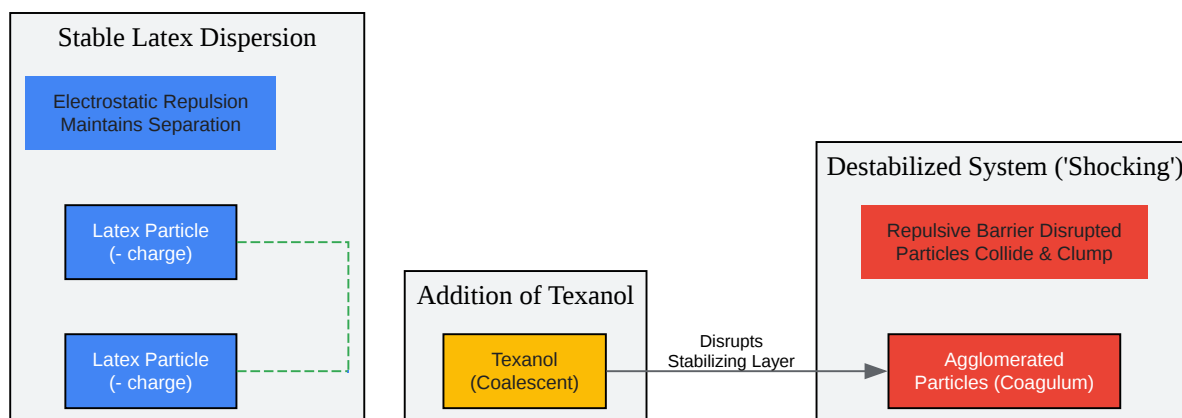 Stable Latex Dispersion
Electrostatic Repulsion
Maintains Separation
Latex Particle
(- charge)
Latex Particle
(- charge)
Addition of Texanol
Texanol
(Coalescent)
Disrupts
Stabilizing Layer
Destabilized System ('Shocking')
Repulsive Barrier Disrupted
Particles Collide & Clump
Agglomerated
Particles (Coagulum)